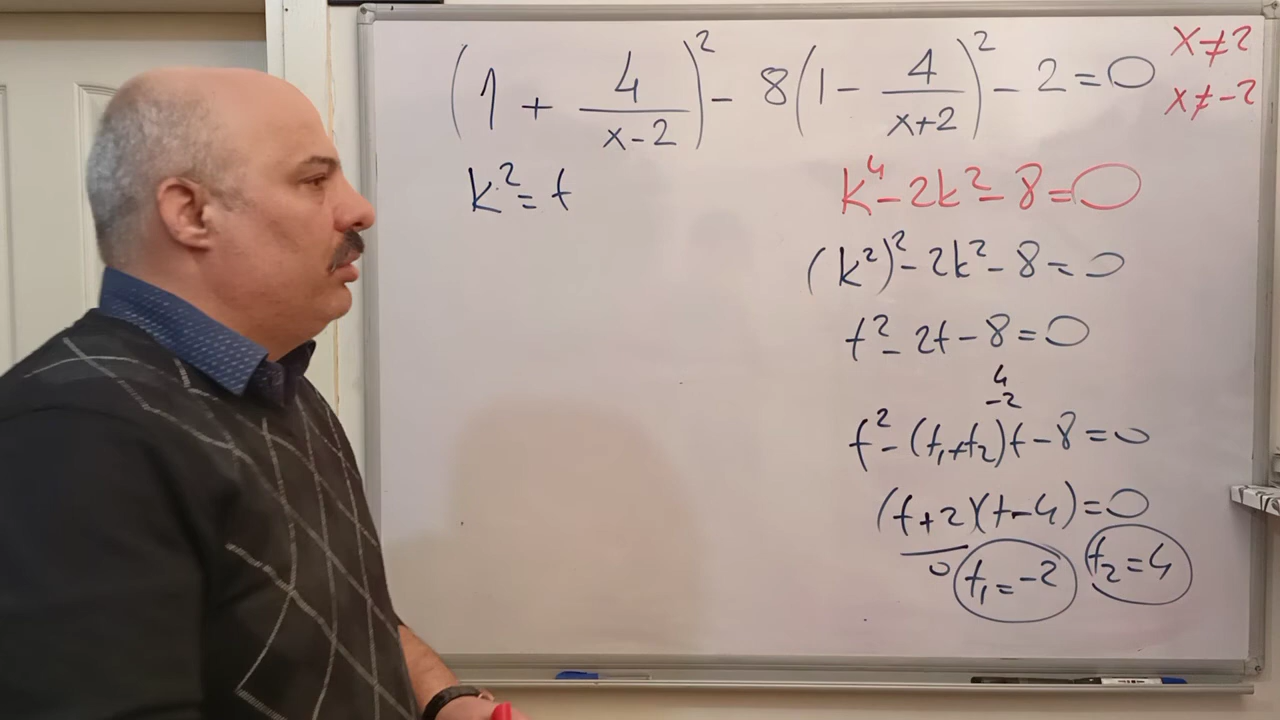 (1 + 4/(x-2))² - 8(1 - 4/(x+2))² - 2 = 0
x ≠ 2
x ≠ -2
k² = t
k⁴ - 2k² - 8 = 0
(k²)² - 2k² - 8 = 0
t² - 2t - 8 = 0
4
-2
t² - (t₁+t₂)t - 8 = 0
(t+2)(t-4) = 0
0 t₁ = -2 t₂ = 4